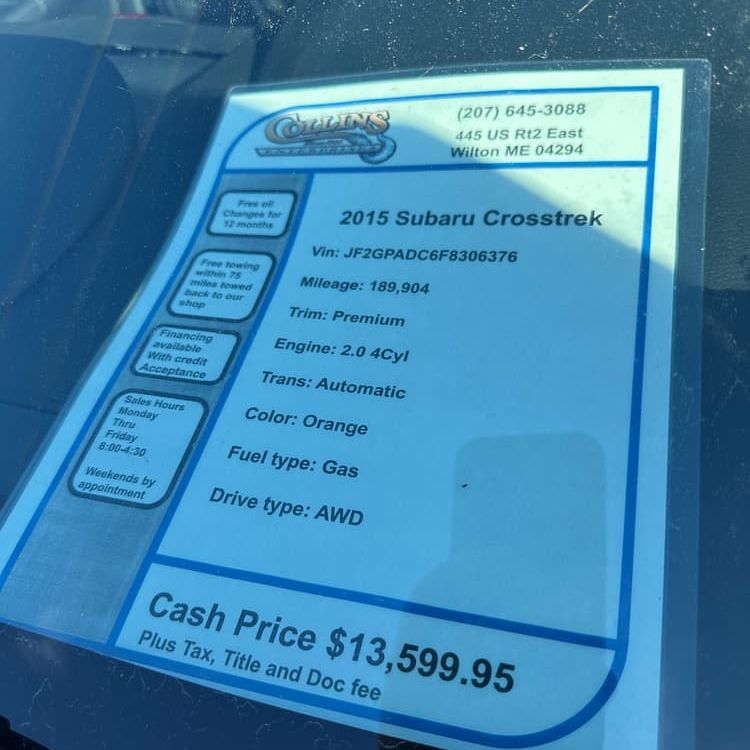 COLLINS
(207) 645-3088
445 US Rt2 East
Wilton ME 04294
Free oil
Changes for
12 months
Free towing
within 75
miles towed
back to our
shop
Financing
available
With credit
Acceptance
Sales Hours
Monday
Thru
Friday
8:00-4:30
Weekends by
appointment
2015 Subaru Crosstrek
Vin: JF2GPADC6F8306376
Mileage: 189,904
Trim: Premium
Engine: 2.0 4Cyl
Trans: Automatic
Color: Orange
Fuel type: Gas
Drive type: AWD
Cash Price $13,599.95
Plus Tax, Title and Doc fee